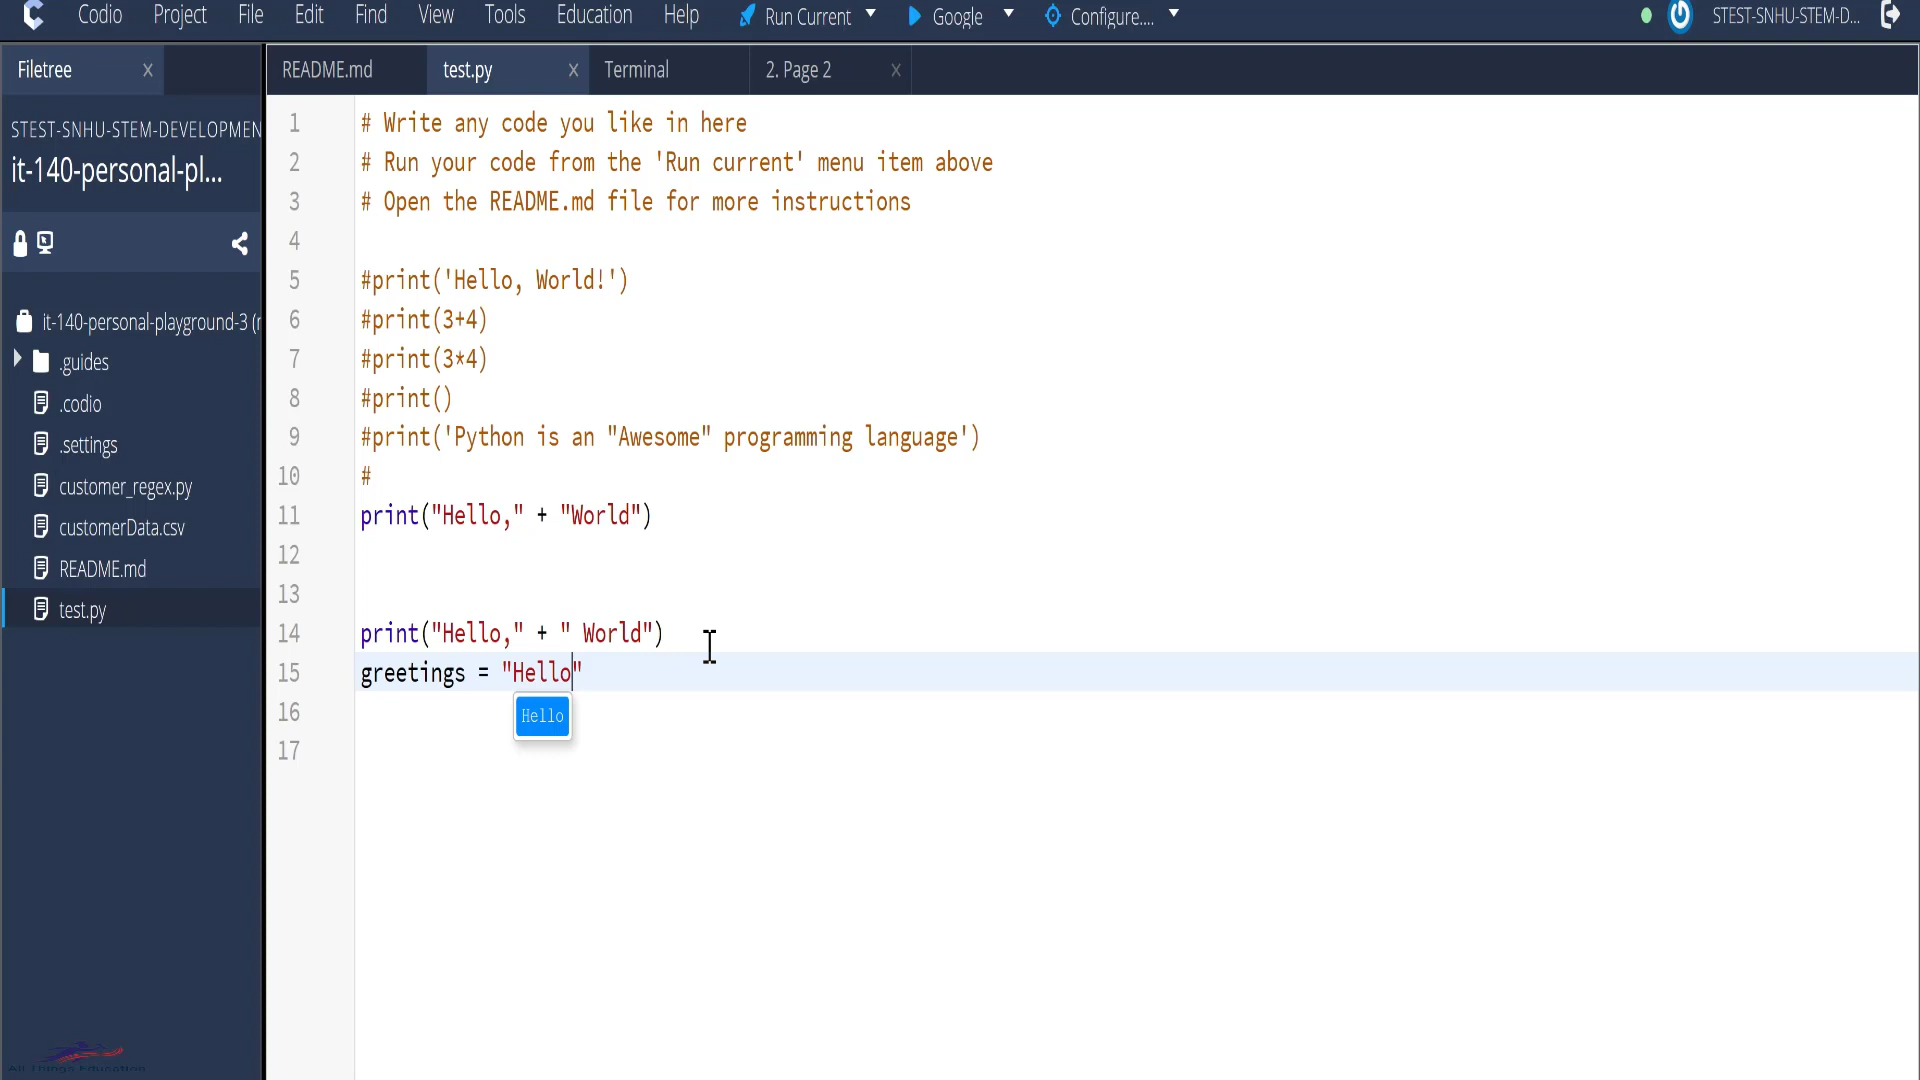 Codio Project File Edit Find View Tools Education Help Run Current Google Configure.... STEST-SNHU-STEM-D...
Filetree × README.md test.py × Terminal 2. Page 2 ×
STEST-SNHU-STEM-DEVELOPMEN
it-140-personal-pl...
it-140-personal-playground-3 (r
.guides
.codio
.settings
customer_regex.py
customerData.csv
README.md
test.py
1 # Write any code you like in here
2 # Run your code from the 'Run current' menu item above
3 # Open the README.md file for more instructions
4
5 #print('Hello, World!')
6 #print(3+4)
7 #print(3*4)
8 #print()
9 #print('Python is an "Awesome" programming language')
10 #
11 print("Hello," + "World")
12
13
14 print("Hello," + " World")
15 greetings = "Hello"
Hello
16
17
All Things Education